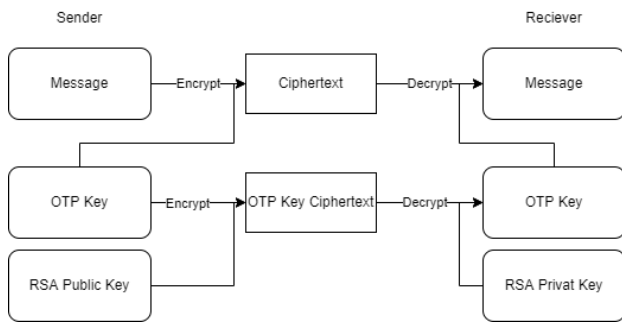 Sender
Reciever
Message
Encrypt
Ciphertext
Decrypt
Message
OTP Key
Encrypt
OTP Key Ciphertext
Decrypt
OTP Key
RSA Public Key
RSA Privat Key